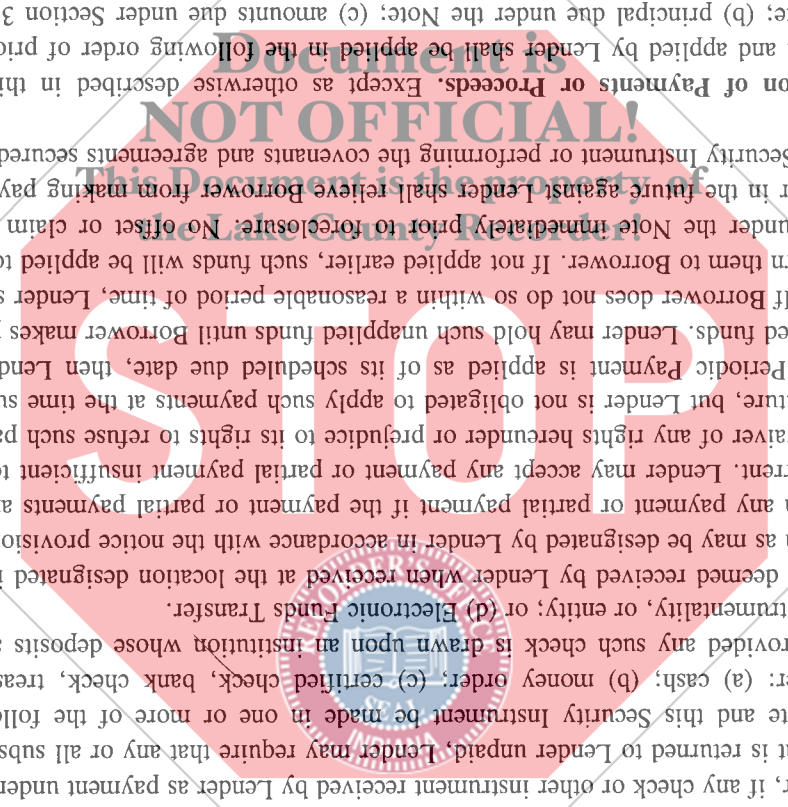 Document is
NOT OFFICIAL!
This Document is the property of
the Lake County Recorder!
STOP
RECORDER'S OFFICE
SEAL
INDIANA
r, if any check or other instrument received by Lender as payment under
t is returned to Lender unpaid, Lender may require that any or all subs
te and this Security Instrument be made in one or more of the follo
er: (a) cash; (b) money order; (c) certified check, bank check, treas
provided any such check is drawn upon an institution whose deposits a
trumentality, or entity; or (d) Electronic Funds Transfer.
deemed received by Lender when received at the location designated i
n as may be designated by Lender in accordance with the notice provisio
n any payment or partial payment if the payment or partial payments ar
rrent. Lender may accept any payment or partial payment insufficient to
aiver of any rights hereunder or prejudice to its rights to refuse such pa
ture, but Lender is not obligated to apply such payments at the time su
Periodic Payment is applied as of its scheduled due date, then Lend
ed funds. Lender may hold such unapplied funds until Borrower makes
If Borrower does not do so within a reasonable period of time, Lender s
rn them to Borrower. If not applied earlier, such funds will be applied to
under the Note immediately prior to foreclosure. No offset or claim
r in the future against Lender shall relieve Borrower from making pay
Security Instrument or performing the covenants and agreements secured
on of Payments or Proceeds. Except as otherwise described in thi
and applied by Lender shall be applied in the following order of prio
te; (b) principal due under the Note; (c) amounts due under Section 3